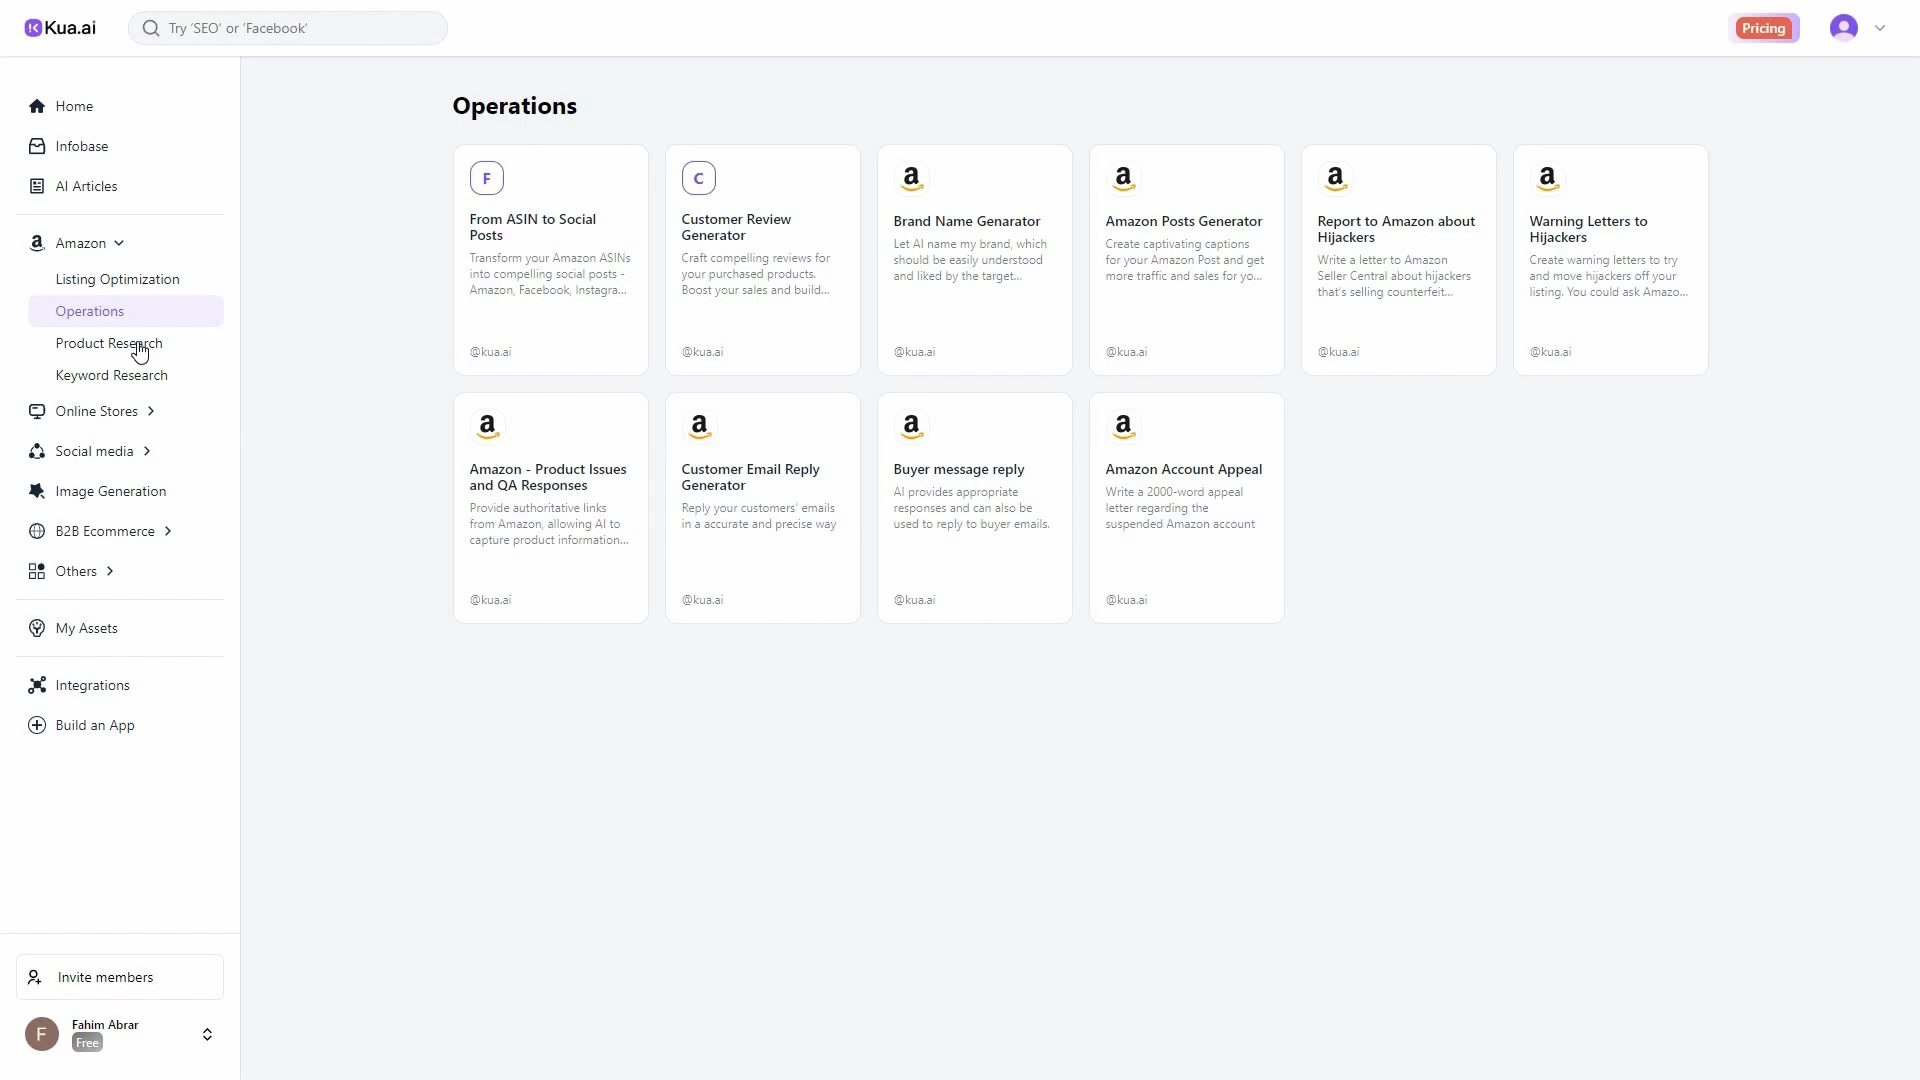 Kua.ai
Try ‘SEO’ or ‘Facebook’
Pricing
Home
Infobase
AI Articles
Amazon
Listing Optimization
Operations
Product Research
Keyword Research
Online Stores
Social media
Image Generation
B2B Ecommerce
Others
My Assets
Integrations
Build an App
Invite members
F
Fahim Abrar
Free
Operations
F
From ASIN to Social
Posts
Transform your Amazon ASINs
into compelling social posts -
Amazon, Facebook, Instagra...
@kua.ai
C
Customer Review
Generator
Craft compelling reviews for
your purchased products.
Boost your sales and build...
@kua.ai
a
Brand Name Genarator
Let AI name my brand, which
should be easily understood
and liked by the target...
@kua.ai
a
Amazon Posts Generator
Create captivating captions
for your Amazon Post and get
more traffic and sales for yo...
@kua.ai
a
Report to Amazon about
Hijackers
Write a letter to Amazon
Seller Central about hijackers
that's selling counterfeit...
@kua.ai
a
Warning Letters to
Hijackers
Create warning letters to try
and move hijackers off your
listing. You could ask Amazo...
@kua.ai
a
Amazon - Product Issues
and QA Responses
Provide authoritative links
from Amazon, allowing AI to
capture product information...
@kua.ai
a
Customer Email Reply
Generator
Reply your customers' emails
in a accurate and precise way
@kua.ai
a
Buyer message reply
AI provides appropriate
responses and can also be
used to reply to buyer emails.
@kua.ai
a
Amazon Account Appeal
Write a 2000-word appeal
letter regarding the
suspended Amazon account
@kua.ai